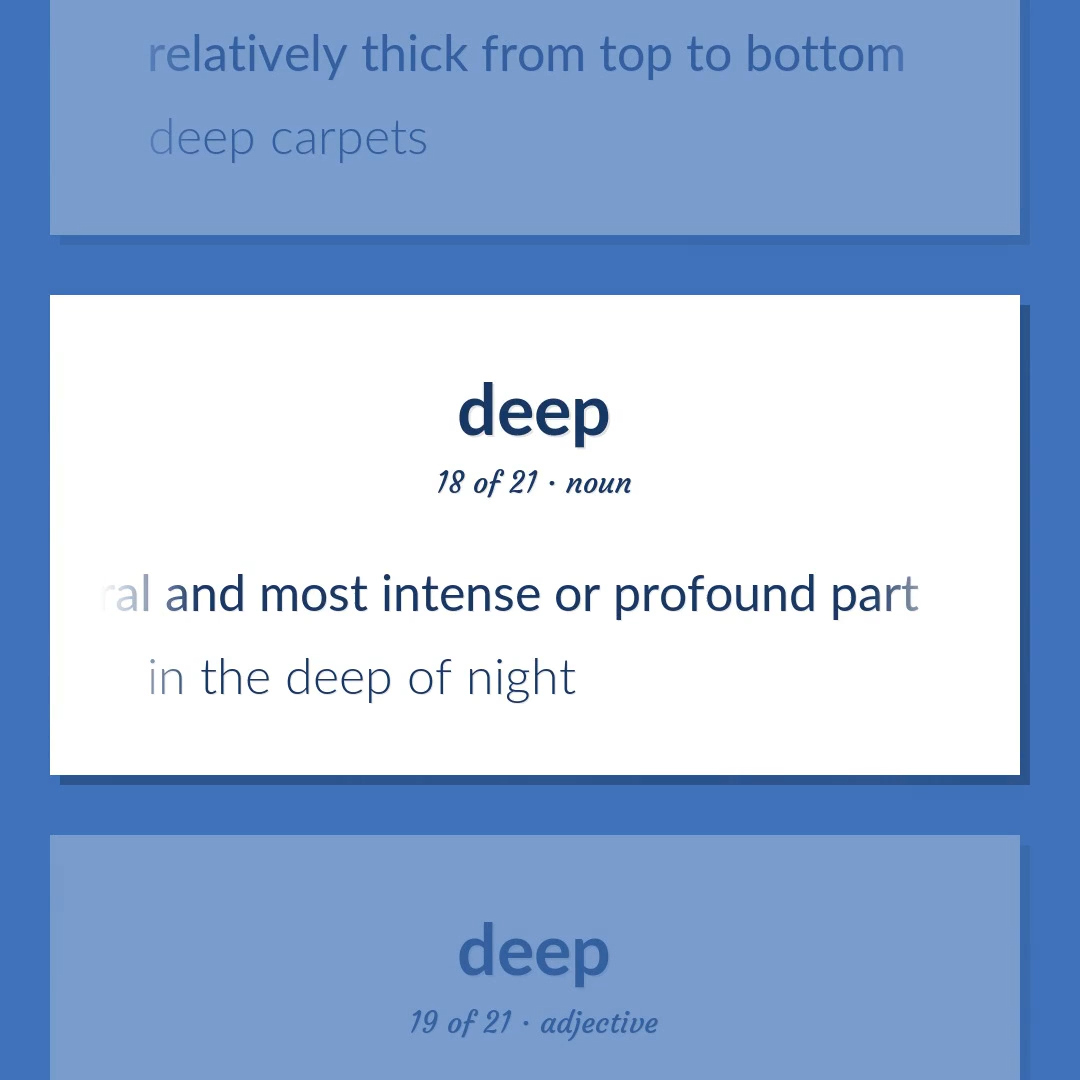 relatively thick from top to bottom
deep carpets
deep
18 of 21 · noun
ral and most intense or profound part
in the deep of night
deep
19 of 21 · adjective